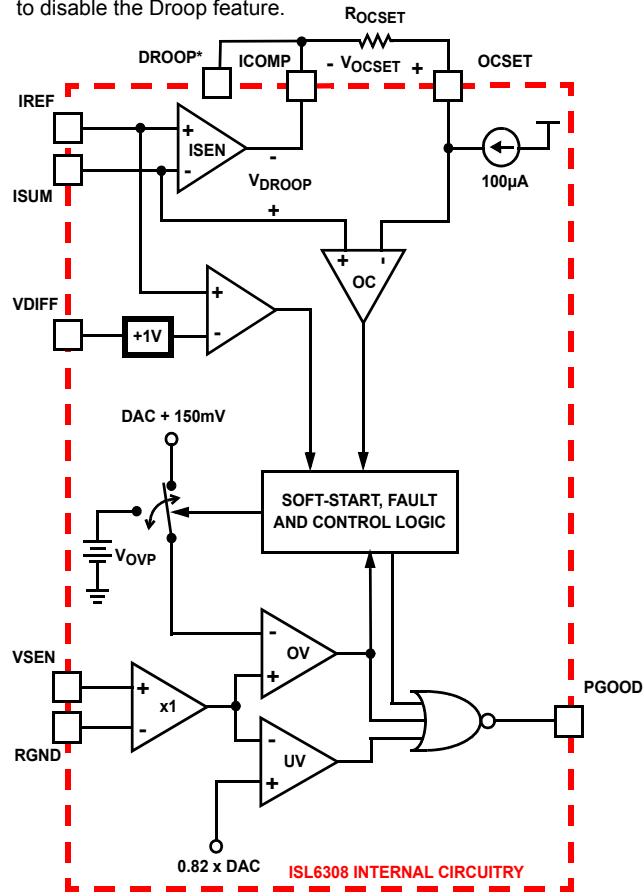 to disable the Droop feature.
ROCSET
DROOP*
ICOMP
- VOCSET +
OCSET
IREF
+
ISEN
-
-
VDROOP
+
100µA
ISUM
+ -
OC
VDIFF
+
-
+1V
DAC + 150mV
SOFT-START, FAULT
AND CONTROL LOGIC
VOVP
VSEN
-
OV
+
+
x1
-
PGOOD
RGND
-
UV
+
0.82 x DAC
ISL6308 INTERNAL CIRCUITRY